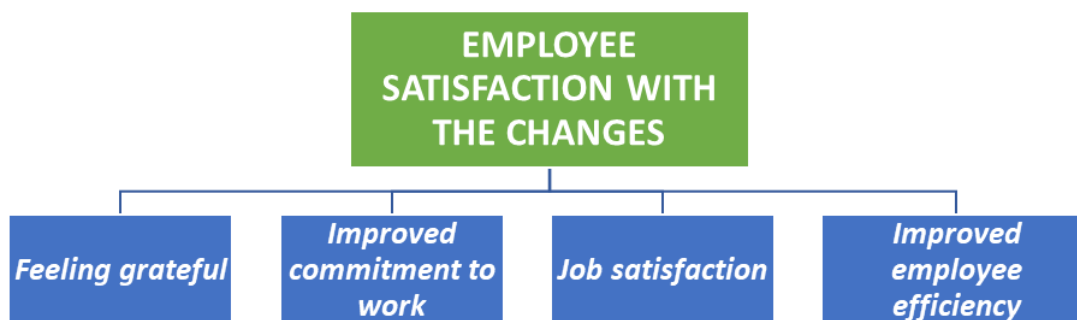 EMPLOYEE
SATISFACTION WITH
THE CHANGES
Feeling grateful
Improved
commitment to
work
Job satisfaction
Improved
employee
efficiency